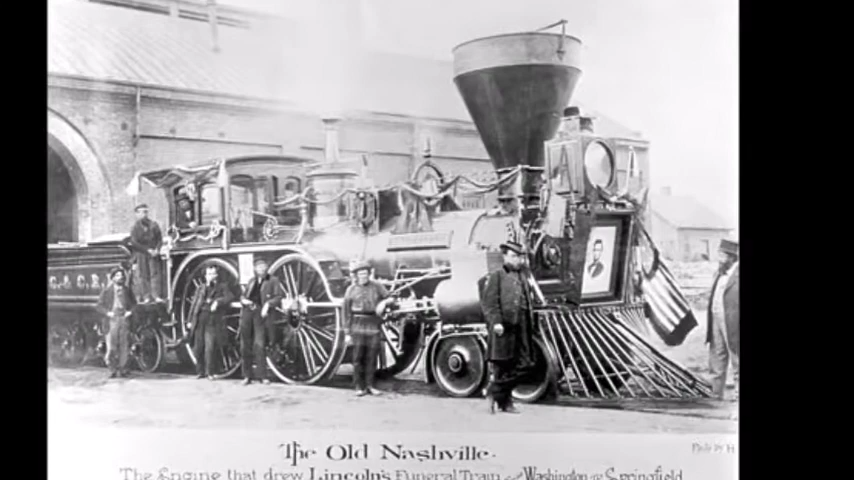 C. & C. R.
The Old Nashville.
The Engine that drew Lincoln's Funeral Train from Washington to Springfield